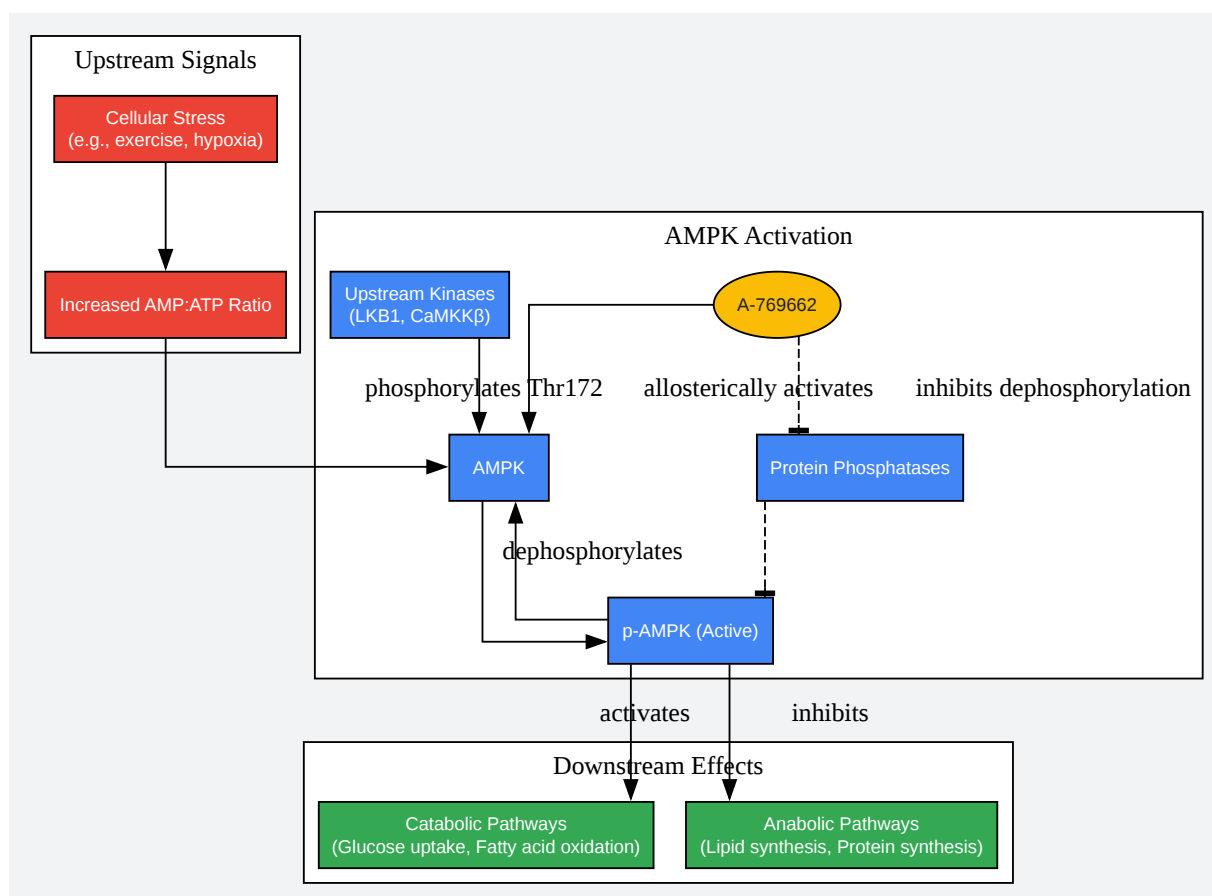 Upstream Signals
Cellular Stress
(e.g., exercise, hypoxia)
Increased AMP:ATP Ratio
AMPK Activation
Upstream Kinases
(LKB1, CaMKKβ)
A-769662
phosphorylates Thr172
allosterically activates
inhibits dephosphorylation
AMPK
Protein Phosphatases
dephosphorylates
p-AMPK (Active)
activates
inhibits
Downstream Effects
Catabolic Pathways
(Glucose uptake, Fatty acid oxidation)
Anabolic Pathways
(Lipid synthesis, Protein synthesis)